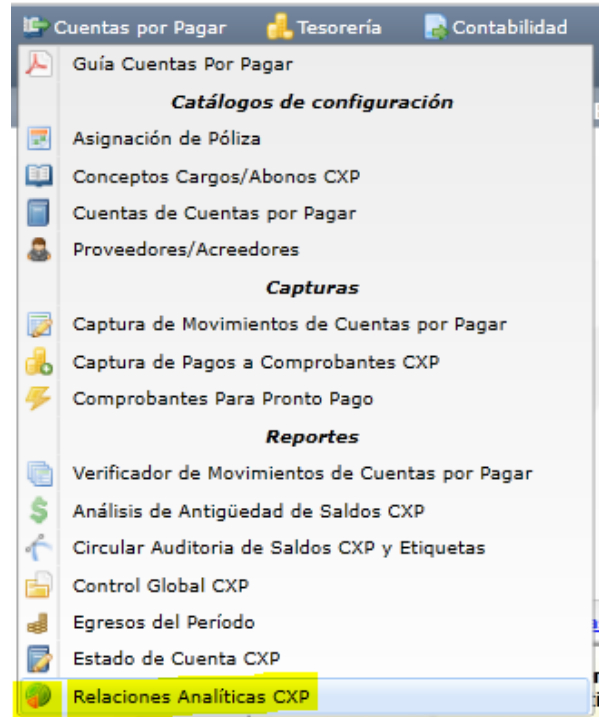 Cuentas por Pagar Tesorería Contabilidad
Guía Cuentas Por Pagar
Catálogos de configuración
Asignación de Póliza
Conceptos Cargos/Abonos CXP
Cuentas de Cuentas por Pagar
Proveedores/Acreedores
Capturas
Captura de Movimientos de Cuentas por Pagar
Captura de Pagos a Comprobantes CXP
Comprobantes Para Pronto Pago
Reportes
Verificador de Movimientos de Cuentas por Pagar
Análisis de Antigüedad de Saldos CXP
Circular Auditoria de Saldos CXP y Etiquetas
Control Global CXP
Egresos del Período
Estado de Cuenta CXP
Relaciones Analíticas CXP